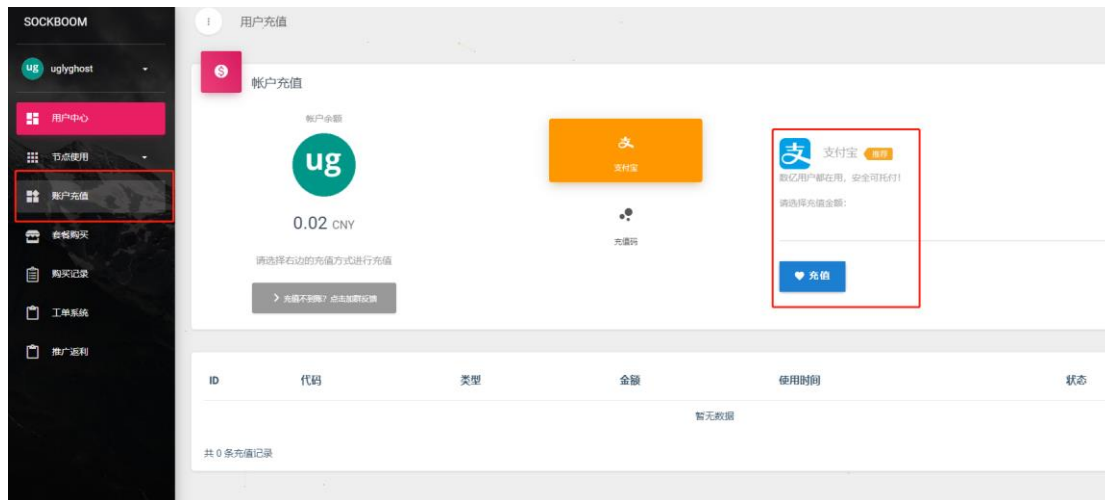 SOCKBOOM
用户充值
ug
uglyghost
帐户充值
用户中心
帐户余额
ug
支付宝
支付宝
推荐
节点使用
数亿用户都在用，安全可托付！
账户充值
请选择充值金额：
0.02 CNY
充值码
套餐购买
请选择右边的充值方式进行充值
充值
购买记录
充值不到账？点击加群反馈
工单系统
推广返利
ID 代码 类型 金额 使用时间 状态
暂无数据
共 0 条充值记录